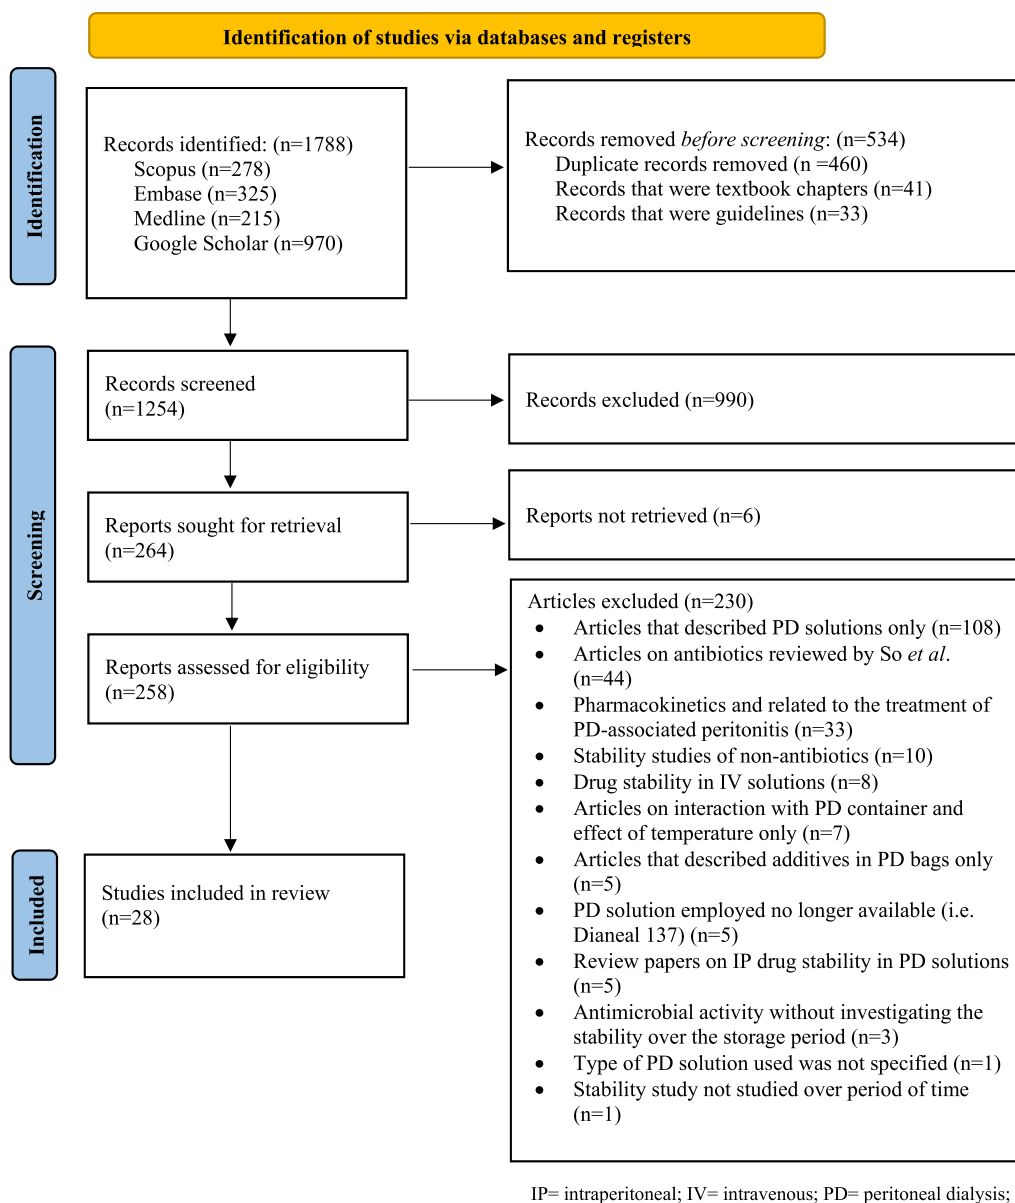 Identification of studies via databases and registers
Identification
Records identified: (n=1788)
Scopus (n=278)
Embase (n=325)
Medline (n=215)
Google Scholar (n=970)
Records removed before screening: (n=534)
Duplicate records removed (n =460)
Records that were textbook chapters (n=41)
Records that were guidelines (n=33)
Screening
Records screened
(n=1254)
Records excluded (n=990)
Reports sought for retrieval
(n=264)
Reports not retrieved (n=6)
Reports assessed for eligibility
(n=258)
Articles excluded (n=230)
• Articles that described PD solutions only (n=108)
• Articles on antibiotics reviewed by So et al.
(n=44)
• Pharmacokinetics and related to the treatment of
PD-associated peritonitis (n=33)
• Stability studies of non-antibiotics (n=10)
• Drug stability in IV solutions (n=8)
• Articles on interaction with PD container and
effect of temperature only (n=7)
• Articles that described additives in PD bags only
(n=5)
• PD solution employed no longer available (i.e.
Dianeal 137) (n=5)
• Review papers on IP drug stability in PD solutions
(n=5)
• Antimicrobial activity without investigating the
stability over the storage period (n=3)
• Type of PD solution used was not specified (n=1)
• Stability study not studied over period of time
(n=1)
Included
Studies included in review
(n=28)
IP= intraperitoneal; IV= intravenous; PD= peritoneal dialysis;